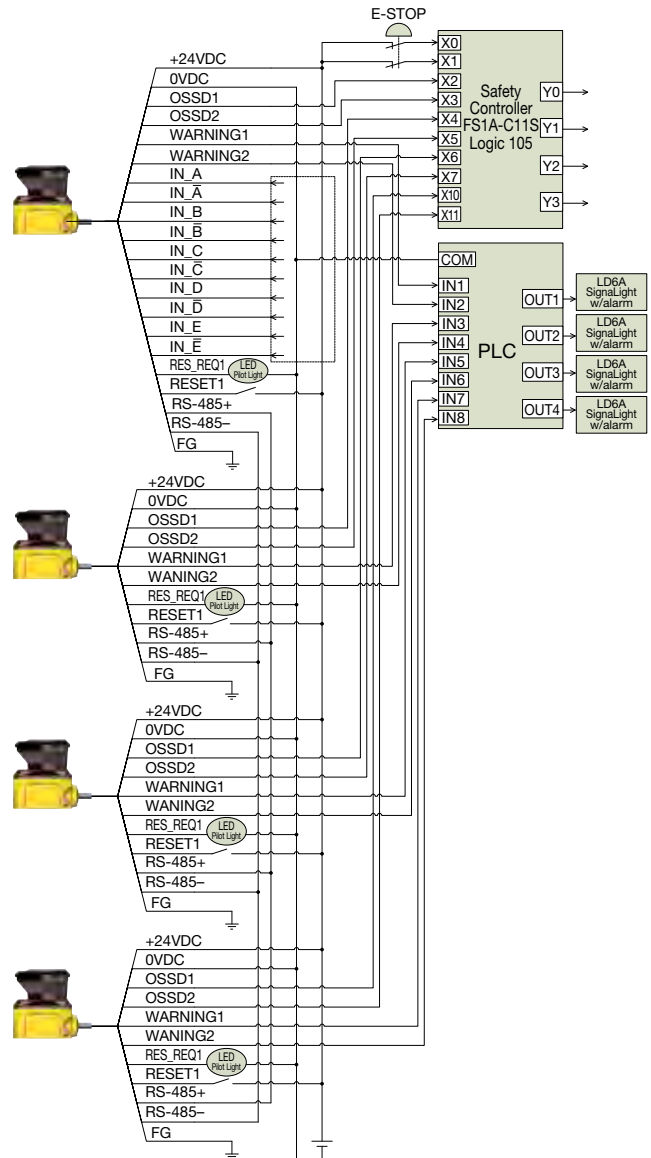 E-STOP
+24VDC
0VDC
OSSD1
OSSD2
WARNING1
WARNING2
IN_A
IN_A̅
IN_B
IN_B̅
IN_C
IN_C̅
IN_D
IN_D̅
IN_E
IN_E̅
RES_REQ1
LED
Pilot Light
RESET1
RS-485+
RS-485–
FG
X0
X1
X2
X3
X4
X5
X6
X7
X10
X11
Safety
Controller
FS1A-C11S
Logic 105
Y0
Y1
Y2
Y3
COM
IN1
IN2
IN3
IN4
IN5
IN6
IN7
IN8
PLC
OUT1
OUT2
OUT3
OUT4
LD6A
SignaLight
w/alarm
LD6A
SignaLight
w/alarm
LD6A
SignaLight
w/alarm
LD6A
SignaLight
w/alarm
+24VDC
0VDC
OSSD1
OSSD2
WARNING1
WANING2
RES_REQ1
LED
Pilot Light
RESET1
RS-485+
RS-485–
FG
+24VDC
0VDC
OSSD1
OSSD2
WARNING1
WANING2
RES_REQ1
LED
Pilot Light
RESET1
RS-485+
RS-485–
FG
+24VDC
0VDC
OSSD1
OSSD2
WARNING1
WANING2
RES_REQ1
LED
Pilot Light
RESET1
RS-485+
RS-485–
FG